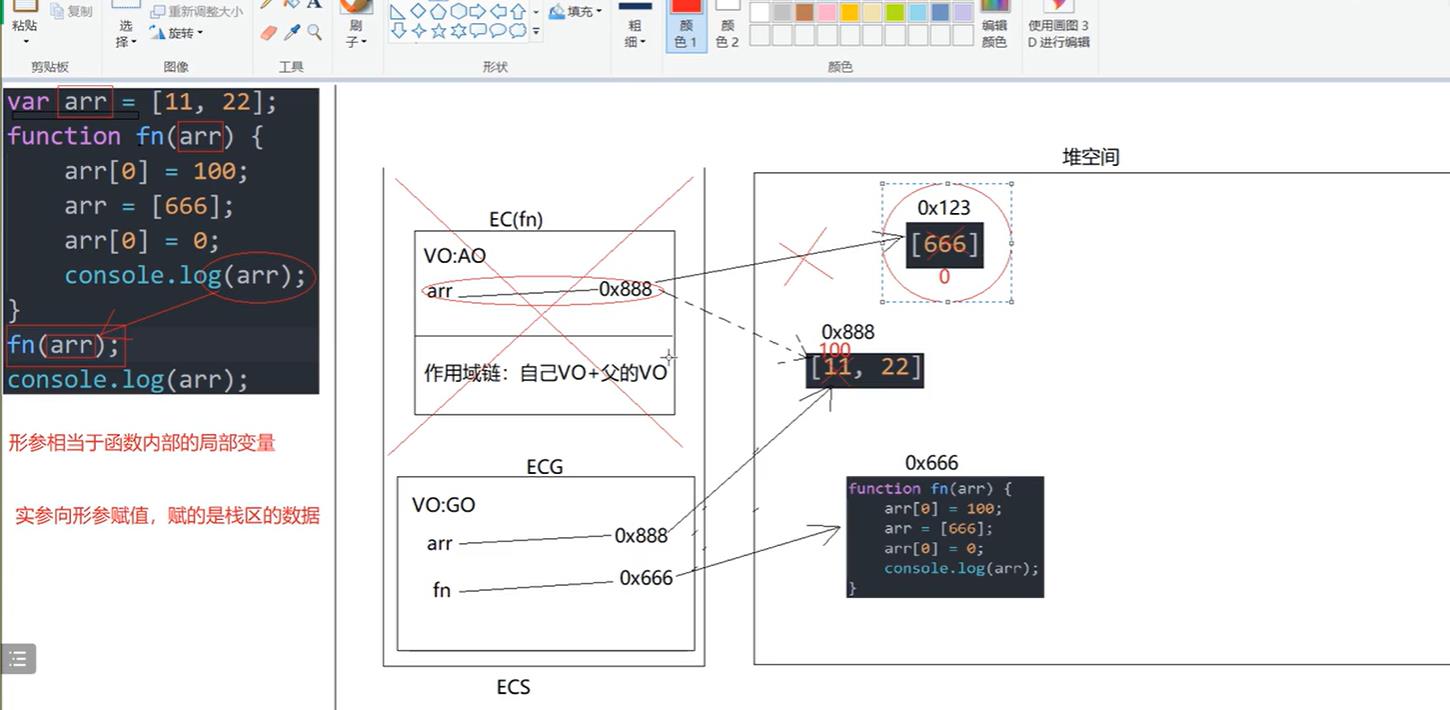 粘贴
复制
剪贴板
选
择
重新调整大小
旋转
图像
A
工具
刷
子
形状
填充
粗
细
颜
色 1
颜
色 2
颜色
编辑
颜色
使用画图 3
D 进行编辑
var arr = [11, 22];
function fn(arr) {
arr[0] = 100;
arr = [666];
arr[0] = 0;
console.log(arr);
}
fn(arr);
console.log(arr);
形参相当于函数内部的局部变量
实参向形参赋值，赋的是栈区的数据
EC(fn)
VO:AO
arr 0x888
作用域链：自己VO+父的VO
ECG
VO:GO
arr 0x888
fn 0x666
ECS
堆空间
0x123
[666]
0
0x888
100
[11, 22]
0x666
function fn(arr) {
arr[0] = 100;
arr = [666];
arr[0] = 0;
console.log(arr);
}